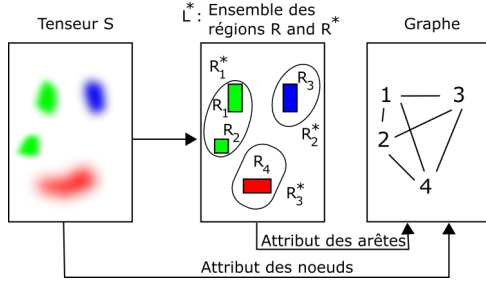 Tenseur S
L* : Ensemble des
régions R and R*
Graphe
R1*
R1
R2
R3
R2*
R4
R3*
1
3
2
4
Attribut des arêtes
Attribut des noeuds